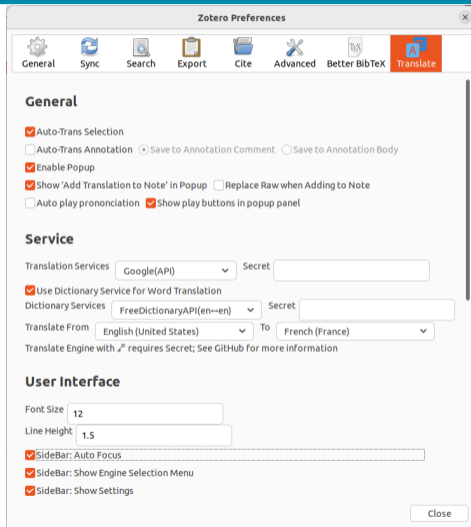 Zotero Preferences
General Sync Search Export Cite Advanced Better BibTeX Translate
General
Auto-Trans Selection
Auto-Trans Annotation Save to Annotation Comment Save to Annotation Body
Enable Popup
Show 'Add Translation to Note' in Popup Replace Raw when Adding to Note
Auto play prononciation Show play buttons in popup panel
Service
Translation Services Google(API) Secret
Use Dictionary Service for Word Translation
Dictionary Services FreeDictionaryAPI(en↔en) Secret
Translate From English (United States) To French (France)
Translate Engine with 🗝 requires Secret; See GitHub for more information
User Interface
Font Size 12
Line Height 1.5
SideBar: Auto Focus
SideBar: Show Engine Selection Menu
SideBar: Show Settings
Close